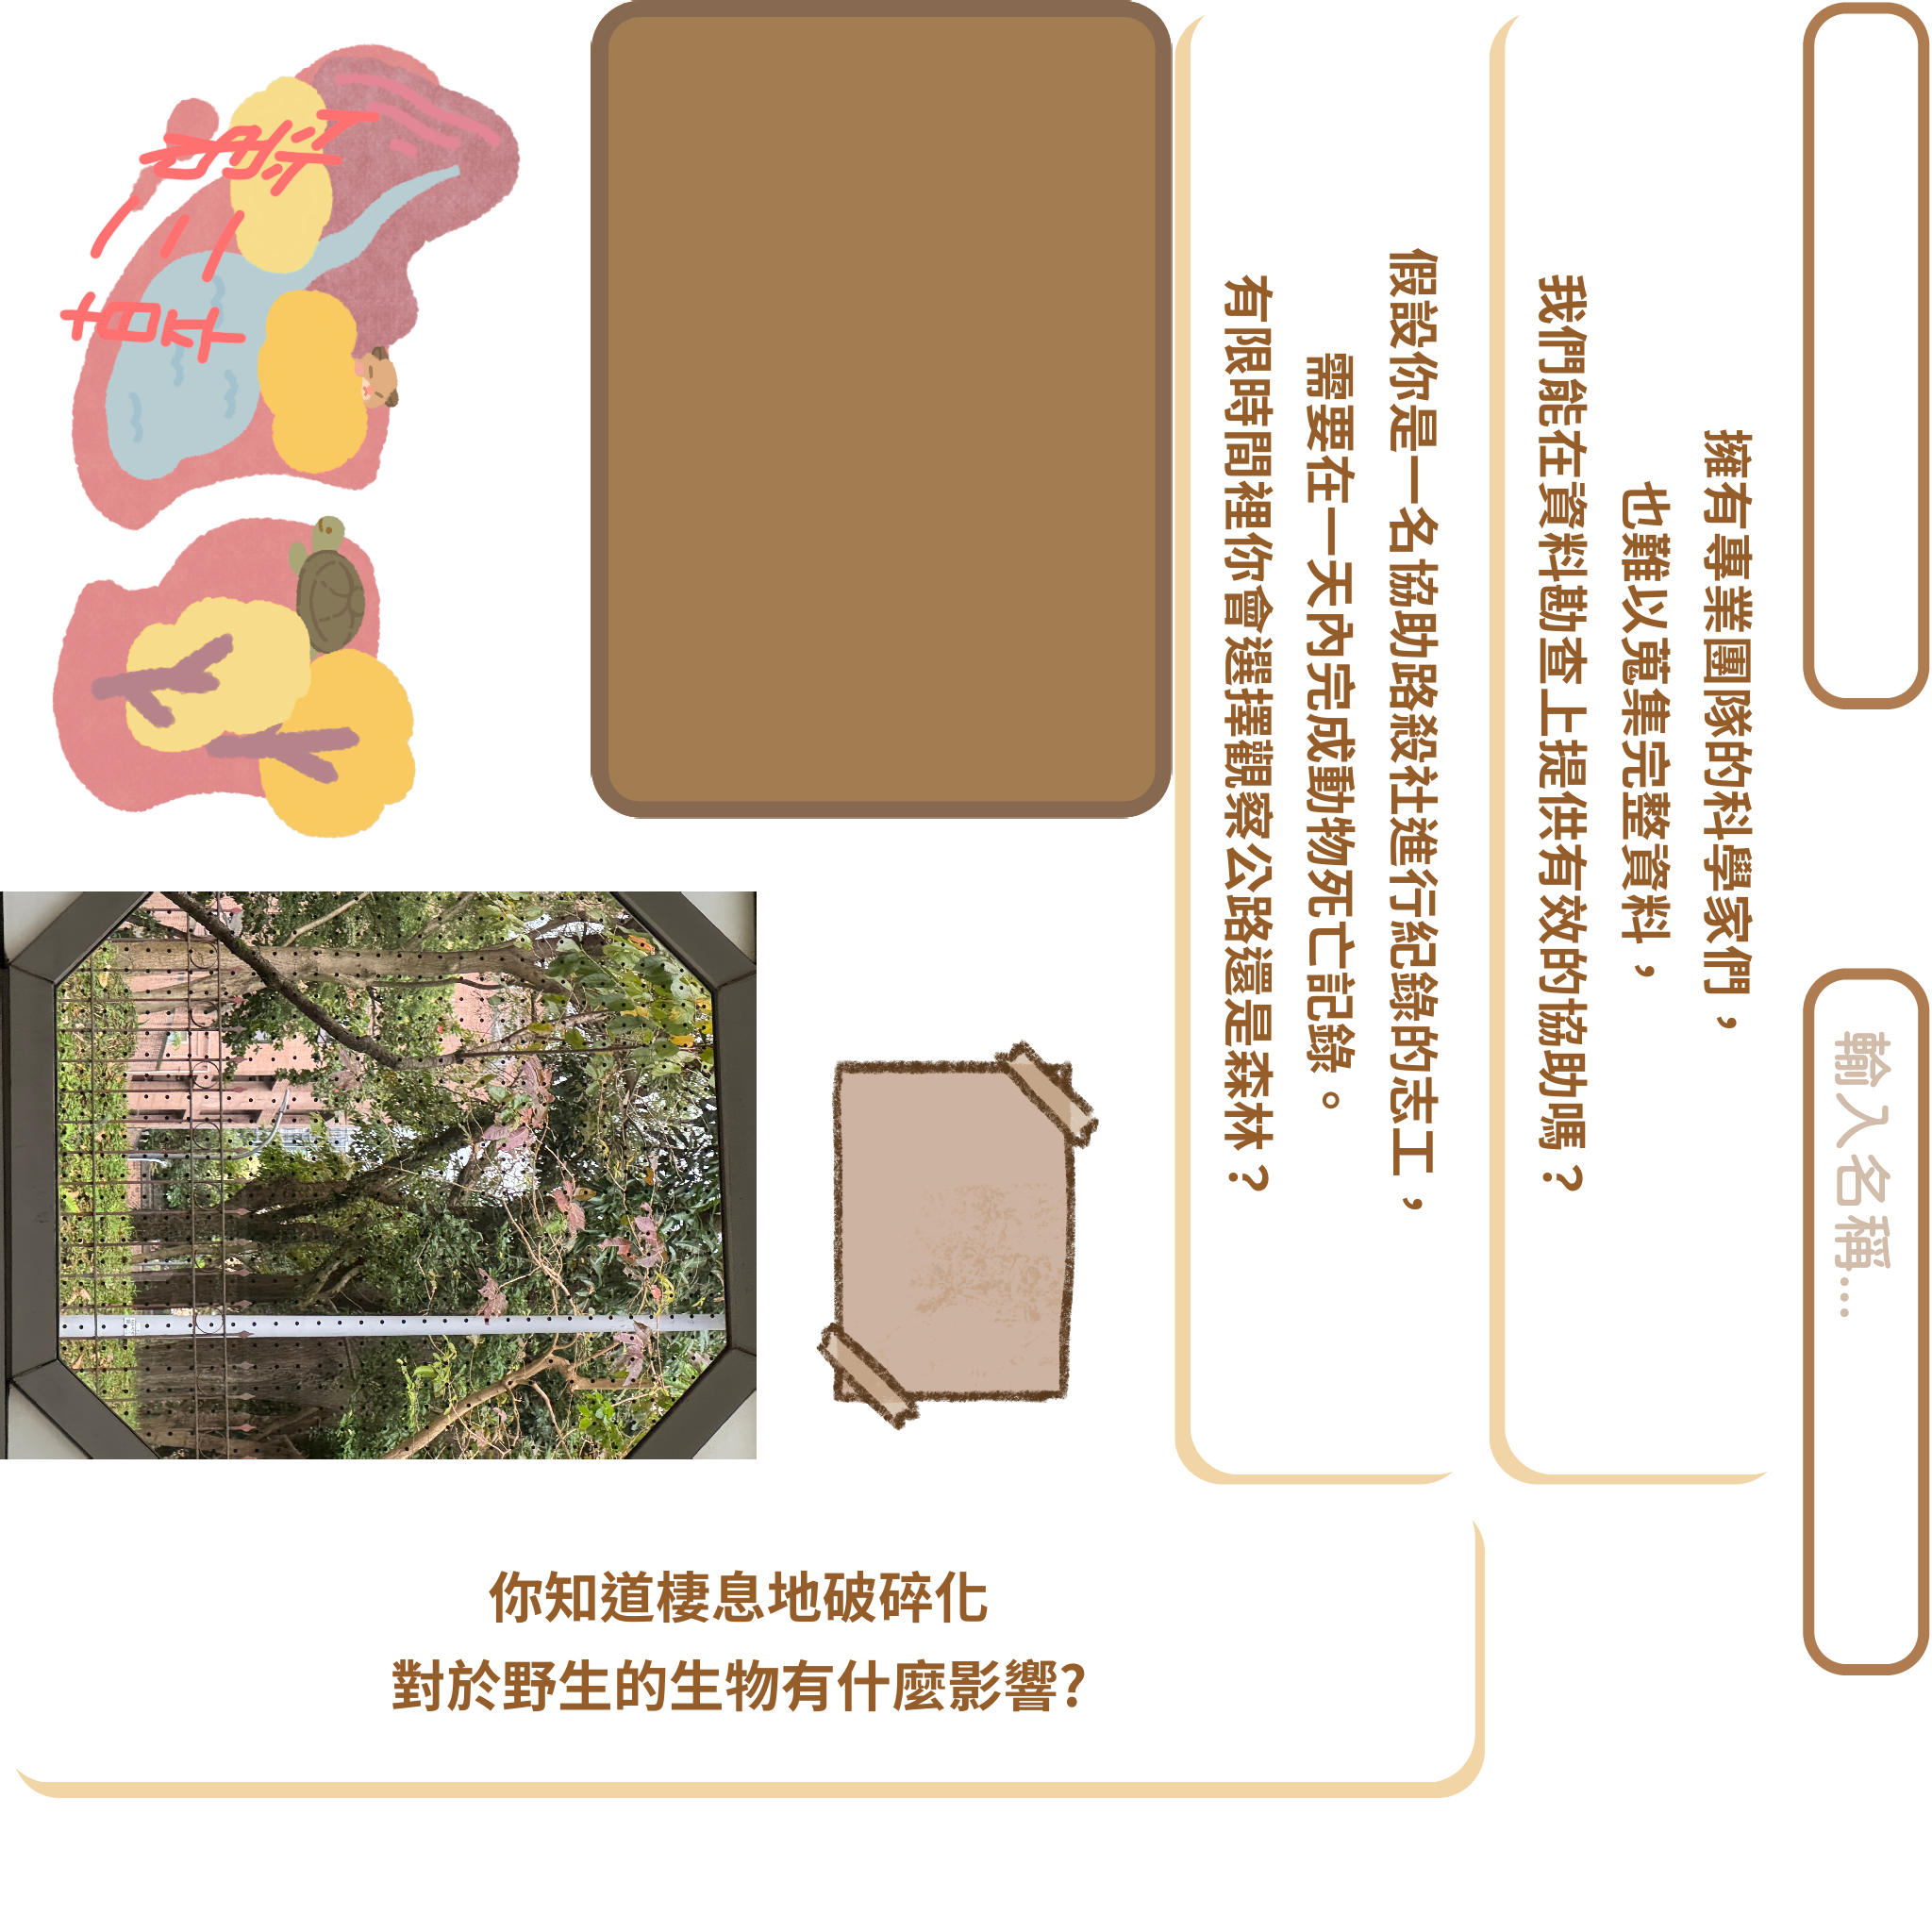 擁有專業團隊的科學家們，
也難以蒐集完整資料，
我們能在資料勘查上提供有效的協助嗎？
假設你是一名協助路殺社進行紀錄的志工，
需要在一天內完成動物死亡記錄。
有限時間裡你會選擇觀察公路還是森林？
輸入名稱...
你知道棲息地破碎化
對於野生的生物有什麼影響?